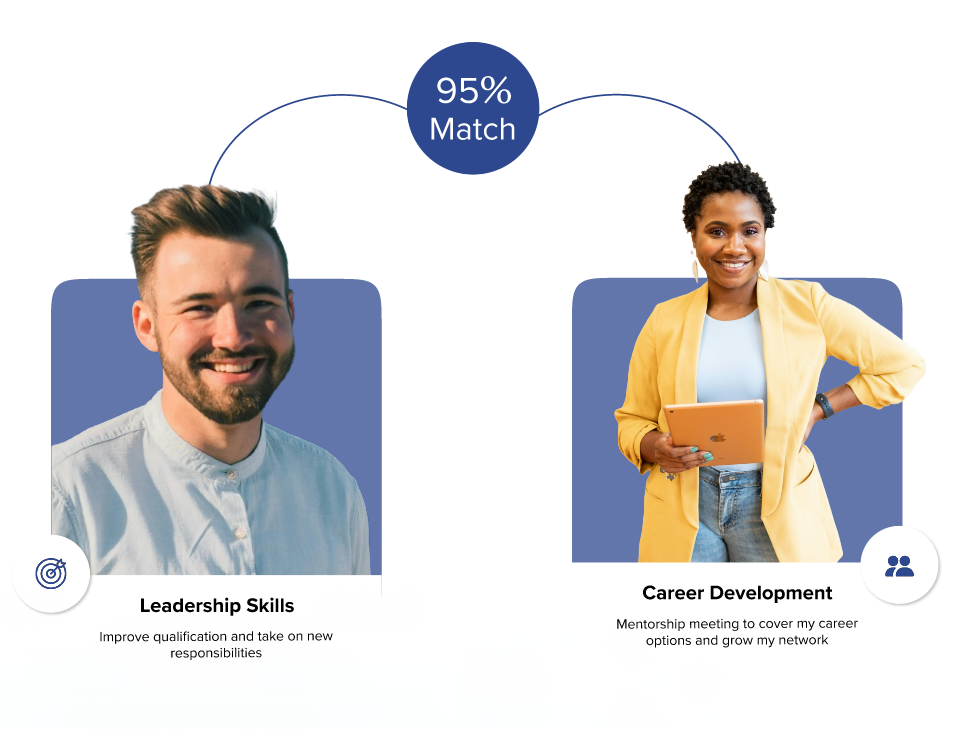 95%
Match
Leadership Skills
Improve qualification and take on new
responsibilities
Career Development
Mentorship meeting to cover my career
options and grow my network